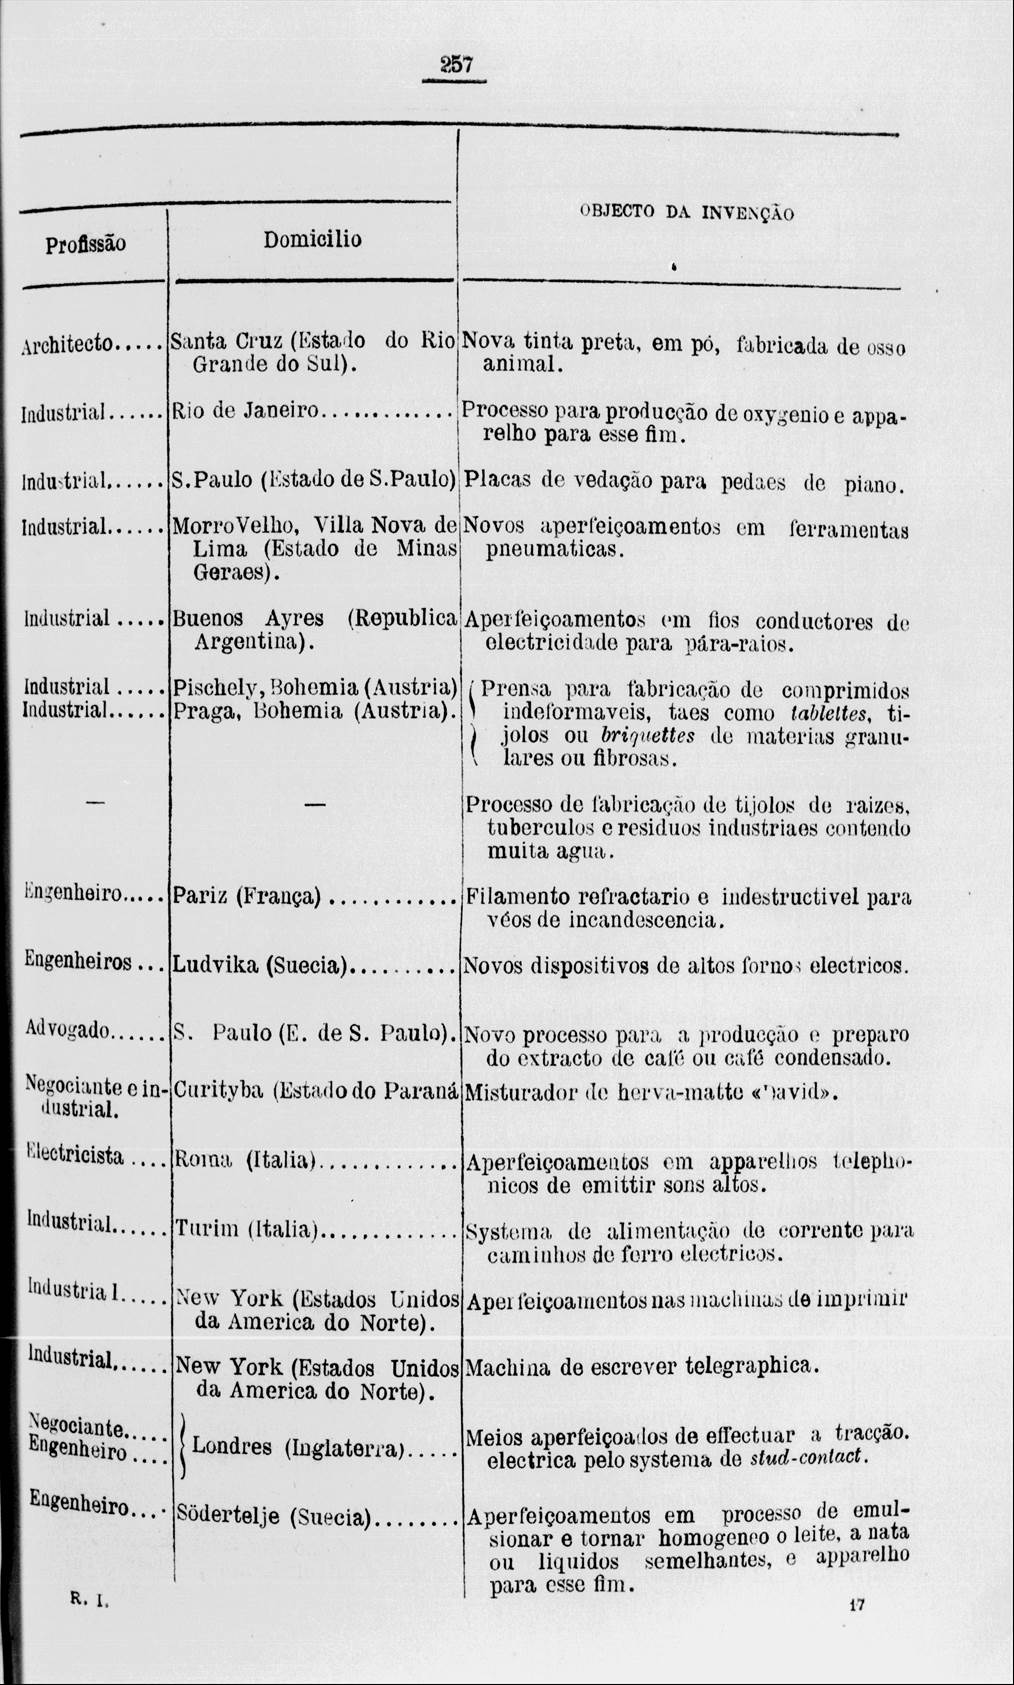 257
OBJECTO DA INVENÇÃO
Profissão Domicilio
Architecto..... Santa Cruz (Estado do Rio Nova tinta preta, em pó, fabricada de osso
Grande do Sul). animal.
Industrial...... Rio de Janeiro............. Processo para producção de oxygenio e appa-
relho para esse fim.
Industrial...... S. Paulo (Estado de S. Paulo) Placas de vedação para pedaes de piano.
Industrial...... Morro Velho, Villa Nova de Novos aperfeiçoamentos em ferramentas
Lima (Estado de Minas pneumaticas.
Geraes).
Industrial ..... Buenos Ayres (Republica Aperfeiçoamentos em fios conductores de
Argentina). electricidade para pára-raios.
Industrial ..... Pischely, Bohemia (Austria) Prensa para fabricação de comprimidos
Industrial...... Praga, Bohemia (Austria). indeformaveis, taes como tablettes, ti-
jolos ou briquettes de materias granu-
lares ou fibrosas.
— — Processo de fabricação de tijolos de raizes,
tuberculos e residuos industriaes contendo
muita agua.
Engenheiro..... Pariz (França) ............ Filamento refractario e indestructivel para
véos de incandescencia.
Engenheiros ... Ludvika (Suecia).......... Novos dispositivos de altos fornos electricos.
Advogado...... S. Paulo (E. de S. Paulo). Novo processo para a producção e preparo
do extracto de café ou café condensado.
Negociante e in- Curityba (Estado do Paraná Misturador de herva-matte «David».
dustrial.
Electricista .... Roma (Italia)............. Aperfeiçoamentos em apparelhos telepho-
nicos de emittir sons altos.
Industrial...... Turim (Italia)............. Systema de alimentação de corrente para
caminhos de ferro electricos.
Industrial..... New York (Estados Unidos Aperfeiçoamentos nas machinas de imprimir
da America do Norte).
Industrial...... New York (Estados Unidos Machina de escrever telegraphica.
da America do Norte).
Negociante..... Meios aperfeiçoados de effectuar a tracção.
Engenheiro .... Londres (Inglaterra)..... electrica pelo systema de stud-contact.
Engenheiro.... Södertelje (Suecia)........ Aperfeiçoamentos em processo de emul-
sionar e tornar homogeneo o leite, a nata
ou liquidos semelhantes, e apparelho
para esse fim.
R. I. 17